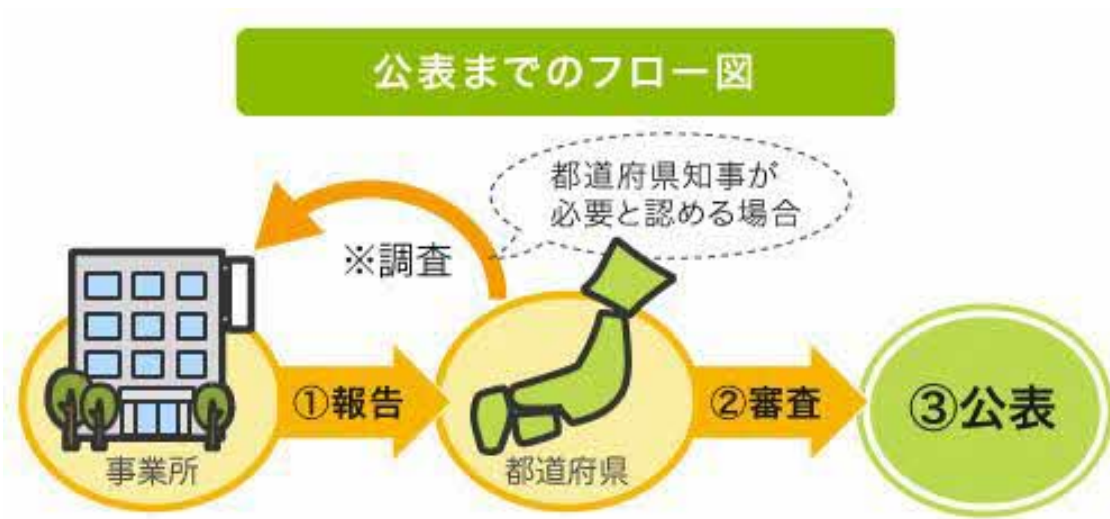 公表までのフロー図
都道府県知事が
必要と認める場合
※調査
①報告
②審査
③公表
事業所
都道府県